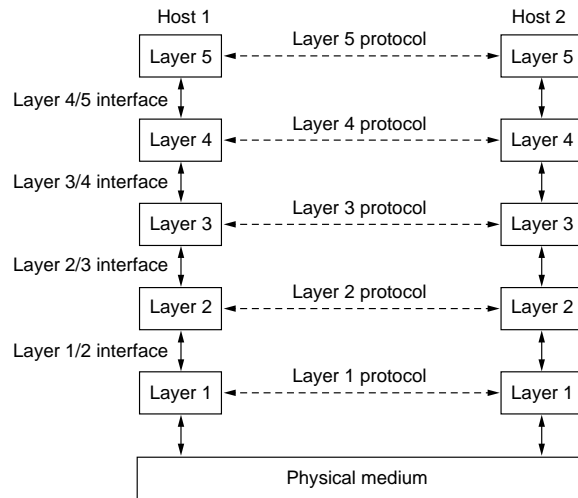 Host 1
Host 2
Layer 5
Layer 5 protocol
Layer 5
Layer 4/5 interface
Layer 4
Layer 4 protocol
Layer 4
Layer 3/4 interface
Layer 3
Layer 3 protocol
Layer 3
Layer 2/3 interface
Layer 2
Layer 2 protocol
Layer 2
Layer 1/2 interface
Layer 1
Layer 1 protocol
Layer 1
Physical medium